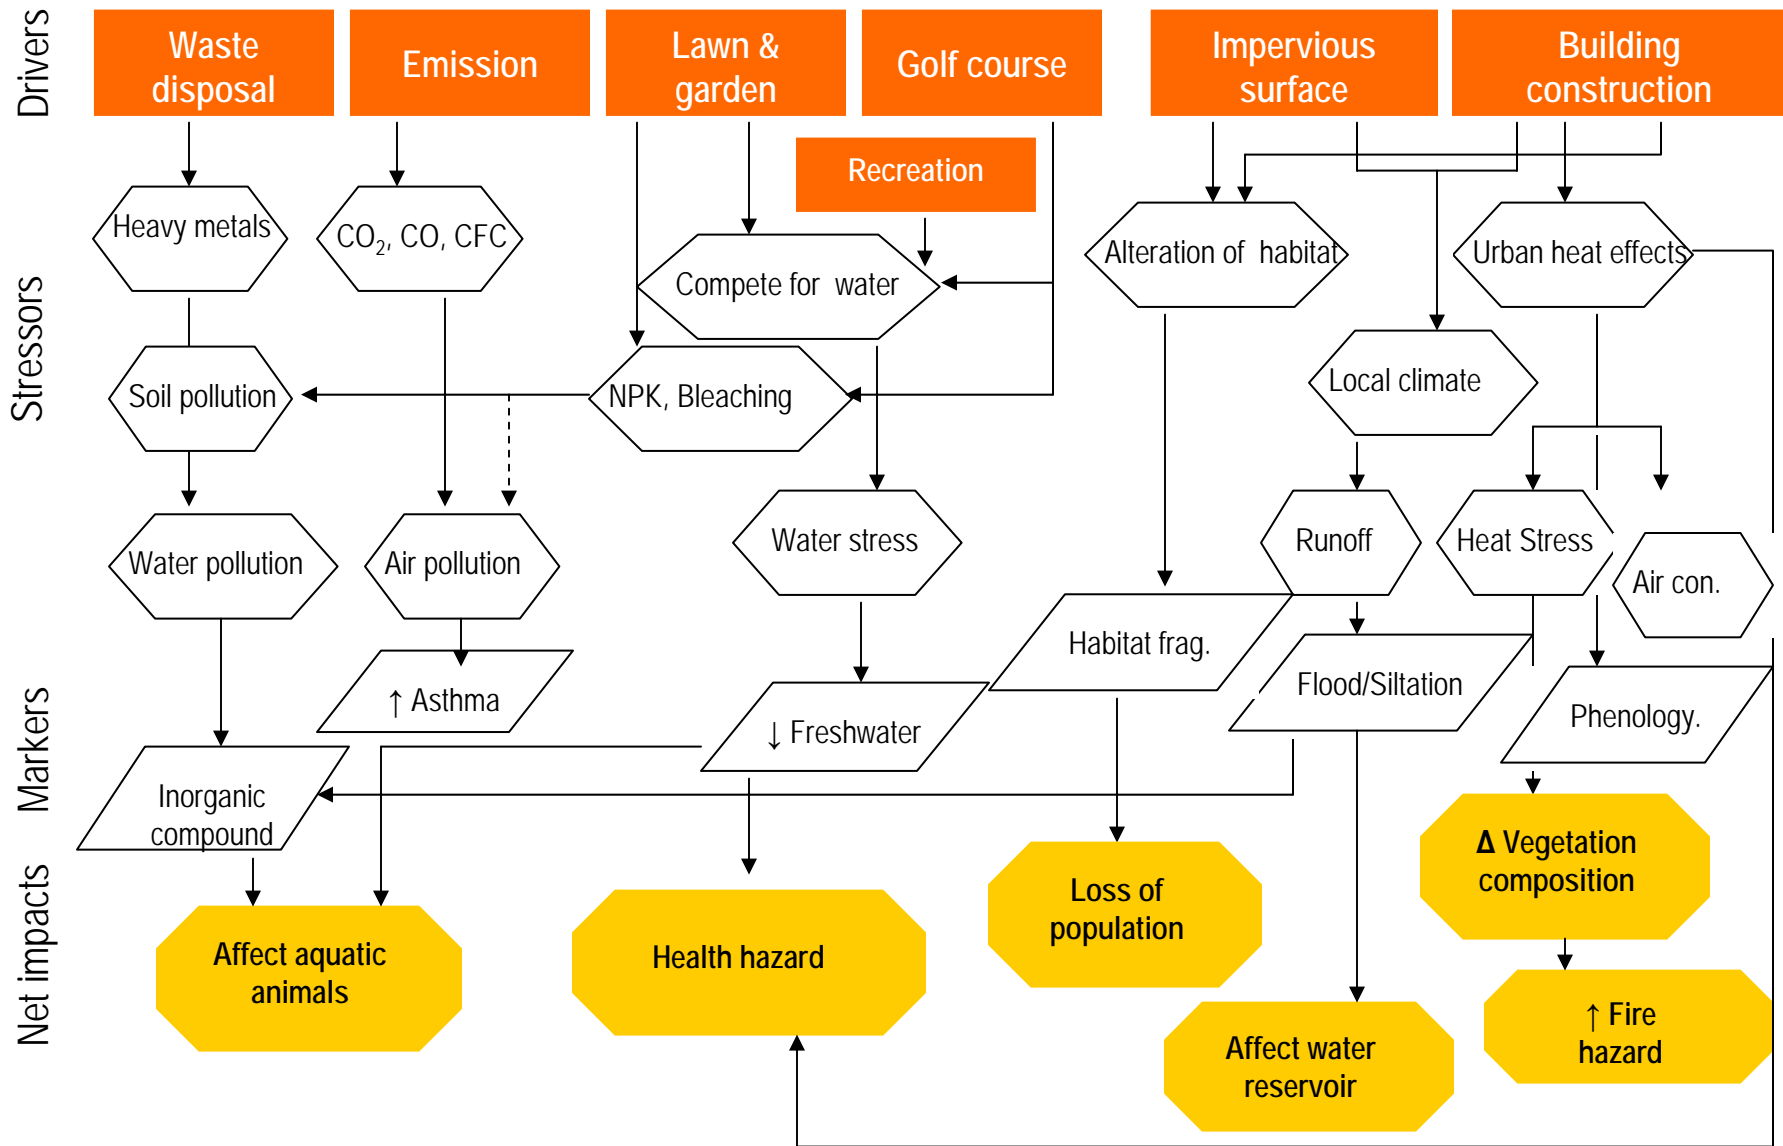 Drivers
Waste
disposal
Emission
Lawn &
garden
Golf course
Impervious
surface
Building
construction
Recreation
Stressors
Heavy metals
CO₂, CO, CFC
Compete for water
Alteration of habitat
Urban heat effects
Soil pollution
NPK, Bleaching
Local climate
Water pollution
Air pollution
Water stress
Runoff
Heat Stress
Air con.
Markers
↑ Asthma
↓ Freshwater
Habitat frag.
Flood/Siltation
Phenology.
Inorganic
compound
Net impacts
Affect aquatic
animals
Health hazard
Loss of
population
Affect water
reservoir
Δ Vegetation
composition
↑ Fire
hazard